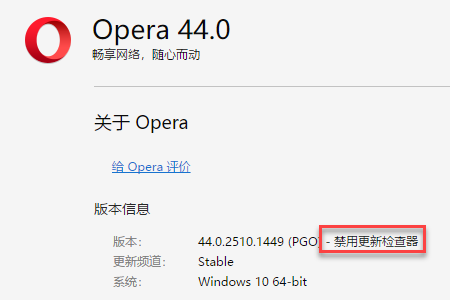 Opera 44.0
畅享网络，随心而动
关于 Opera
给 Opera 评价
版本信息
版本： 44.0.2510.1449 (PGO) - 禁用更新检查器
更新频道： Stable
系统： Windows 10 64-bit